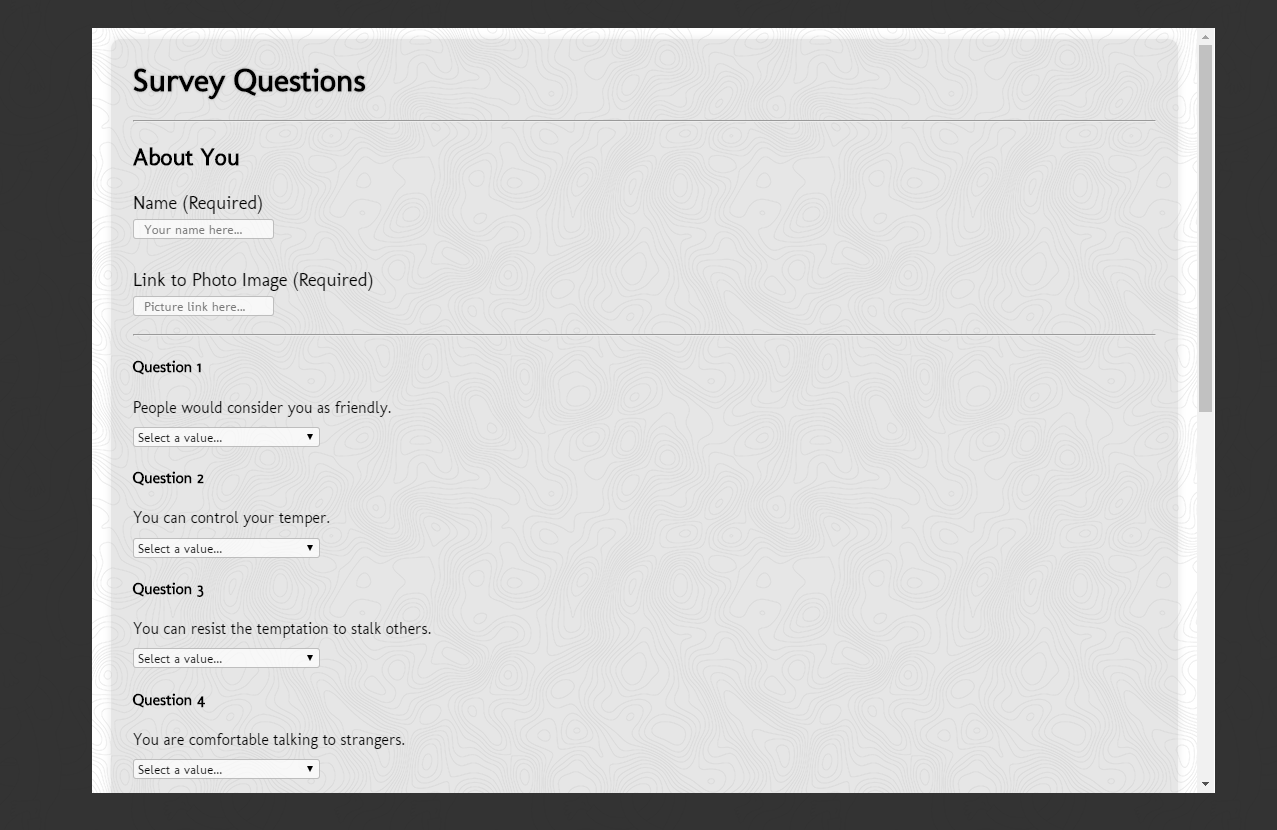 Survey Questions
About You
Name (Required)
Your name here...
Link to Photo Image (Required)
Picture link here...
Question 1
People would consider you as friendly.
Select a value...
Question 2
You can control your temper.
Select a value...
Question 3
You can resist the temptation to stalk others.
Select a value...
Question 4
You are comfortable talking to strangers.
Select a value...